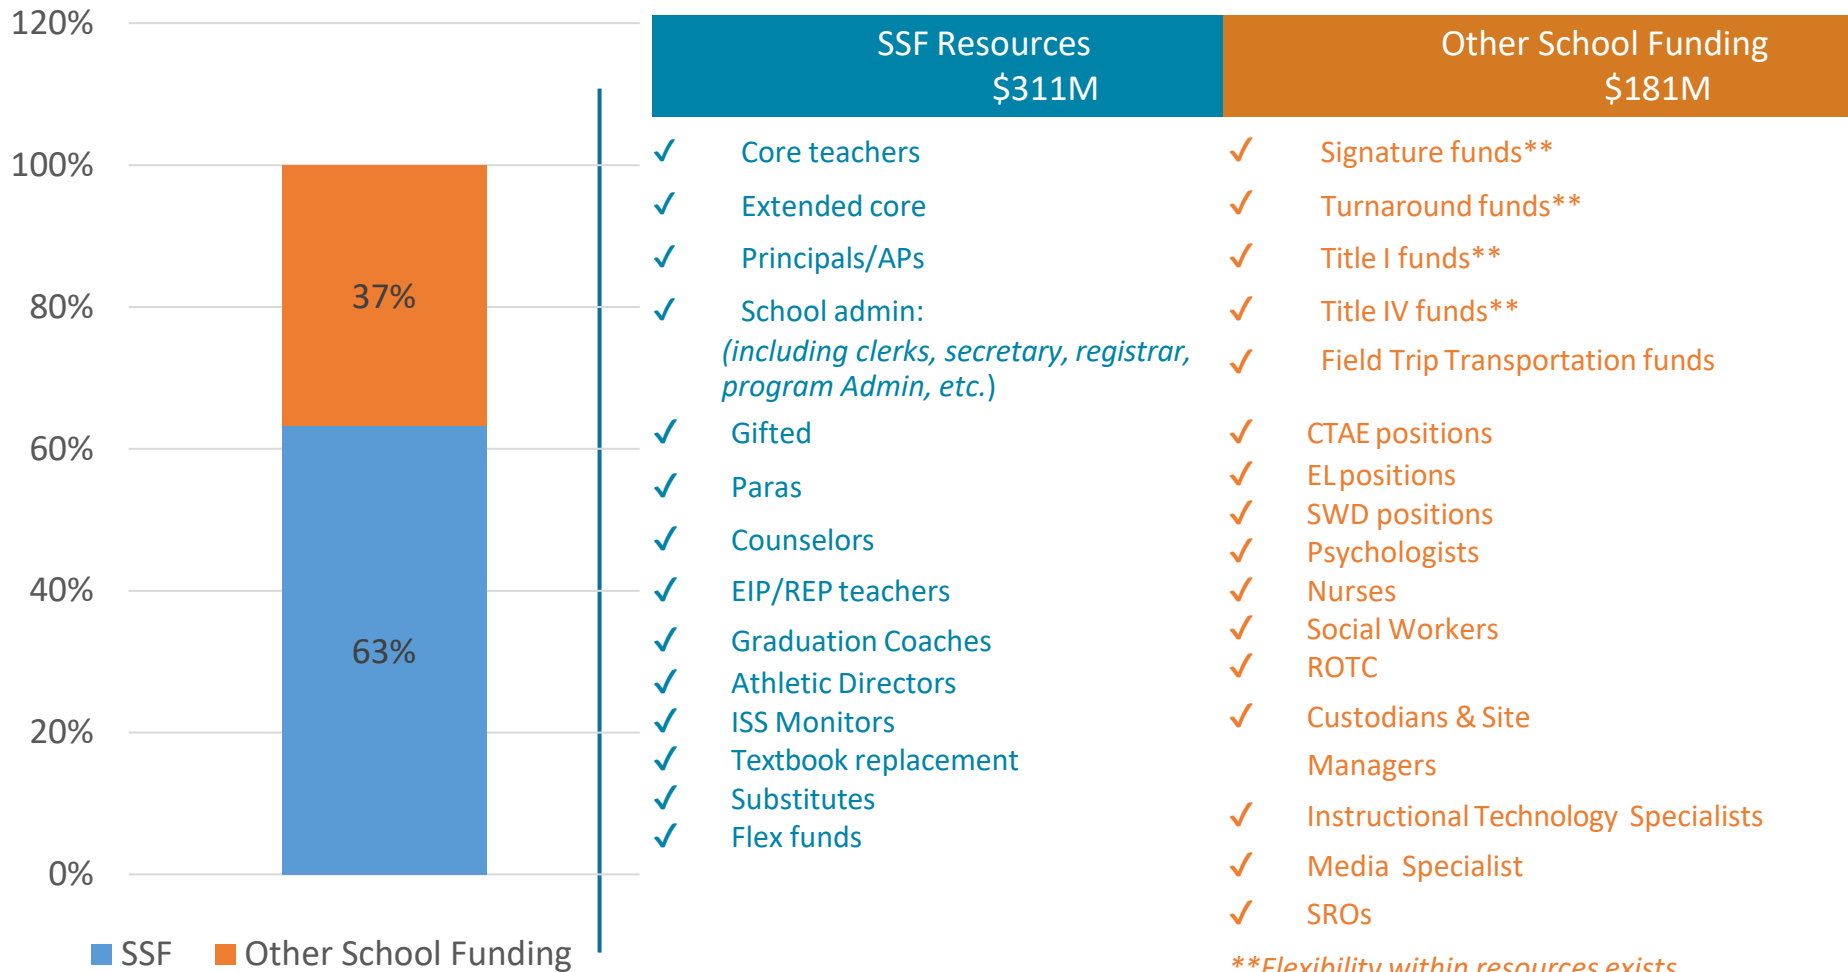 120%
100%
80%
60%
40%
20%
0%
37%
63%
SSF
Other School Funding
SSF Resources
$311M
✓ Core teachers
✓ Extended core
✓ Principals/APs
✓ School admin:
(including clerks, secretary, registrar,
program Admin, etc.)
✓ Gifted
✓ Paras
✓ Counselors
✓ EIP/REP teachers
✓ Graduation Coaches
✓ Athletic Directors
✓ ISS Monitors
✓ Textbook replacement
✓ Substitutes
✓ Flex funds
Other School Funding
$181M
✓ Signature funds**
✓ Turnaround funds**
✓ Title I funds**
✓ Title IV funds**
✓ Field Trip Transportation funds
✓ CTAE positions
✓ EL positions
✓ SWD positions
✓ Psychologists
✓ Nurses
✓ Social Workers
✓ ROTC
✓ Custodians & Site
Managers
✓ Instructional Technology Specialists
✓ Media Specialist
✓ SROs
**Flexibility within resources exists